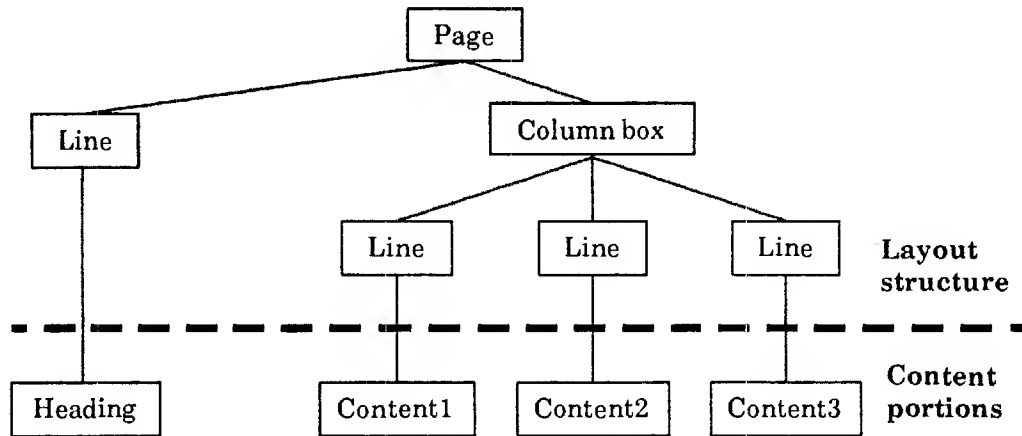 Page
Line
Column box
Line
Line
Line
Layout
structure
Heading
Content1
Content2
Content3
Content
portions